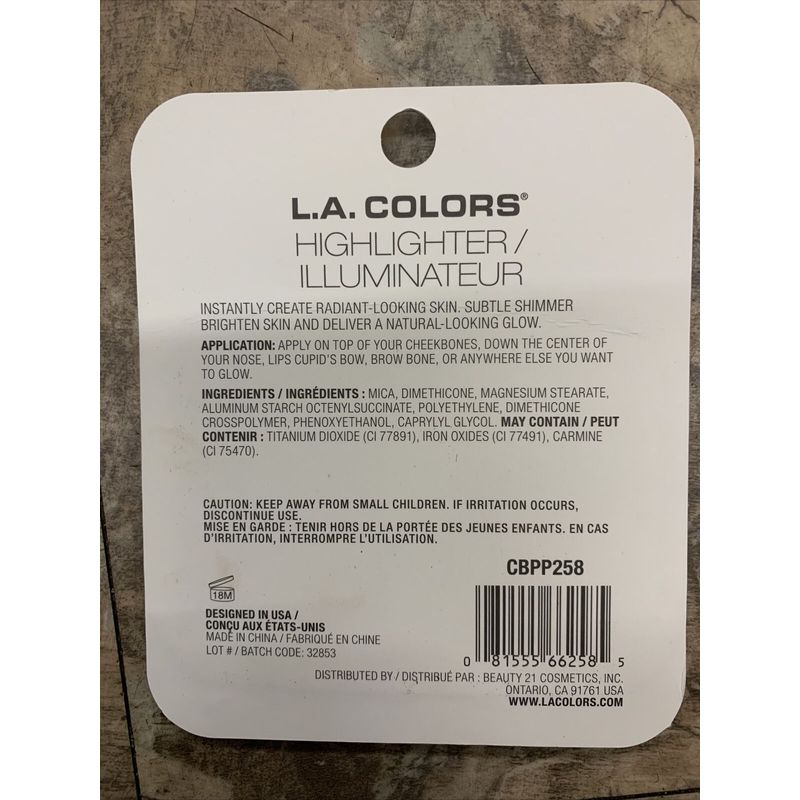 L.A. COLORS®
HIGHLIGHTER /
ILLUMINATEUR
INSTANTLY CREATE RADIANT-LOOKING SKIN. SUBTLE SHIMMER
BRIGHTEN SKIN AND DELIVER A NATURAL-LOOKING GLOW.
APPLICATION: APPLY ON TOP OF YOUR CHEEKBONES, DOWN THE CENTER OF
YOUR NOSE, LIPS CUPID'S BOW, BROW BONE, OR ANYWHERE ELSE YOU WANT
TO GLOW.
INGREDIENTS / INGRÉDIENTS : MICA, DIMETHICONE, MAGNESIUM STEARATE,
ALUMINUM STARCH OCTENYLSUCCINATE, POLYETHYLENE, DIMETHICONE
CROSSPOLYMER, PHENOXYETHANOL, CAPRYLYL GLYCOL. MAY CONTAIN / PEUT
CONTENIR : TITANIUM DIOXIDE (CI 77891), IRON OXIDES (CI 77491), CARMINE
(CI 75470).
CAUTION: KEEP AWAY FROM SMALL CHILDREN. IF IRRITATION OCCURS,
DISCONTINUE USE.
MISE EN GARDE : TENIR HORS DE LA PORTÉE DES JEUNES ENFANTS. EN CAS
D'IRRITATION, INTERROMPRE L'UTILISATION.
18M
DESIGNED IN USA /
CONÇU AUX ÉTATS-UNIS
MADE IN CHINA / FABRIQUÉ EN CHINE
LOT # / BATCH CODE: 32853
CBPP258
0 81555 66258 5
DISTRIBUTED BY / DISTRIBUÉ PAR : BEAUTY 21 COSMETICS, INC.
ONTARIO, CA 91761 USA
WWW.LACOLORS.COM